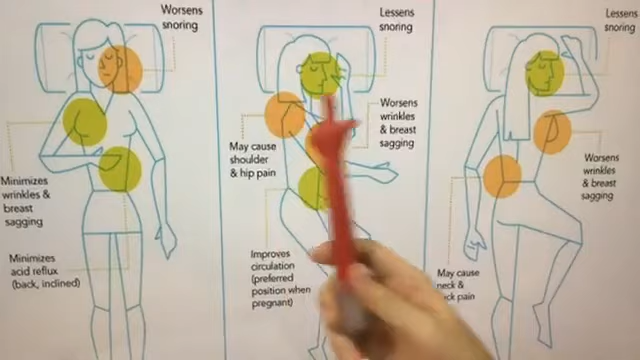 Worsens
snoring
Minimizes
wrinkles &
breast
sagging
Minimizes
acid reflux
(back, inclined)
Lessens
snoring
May cause
shoulder
& hip pain
Worsens
wrinkles
& breast
sagging
Improves
circulation
(preferred
position when
pregnant)
Lessens
snoring
Worsens
wrinkles
& breast
sagging
May cause
neck &
pain